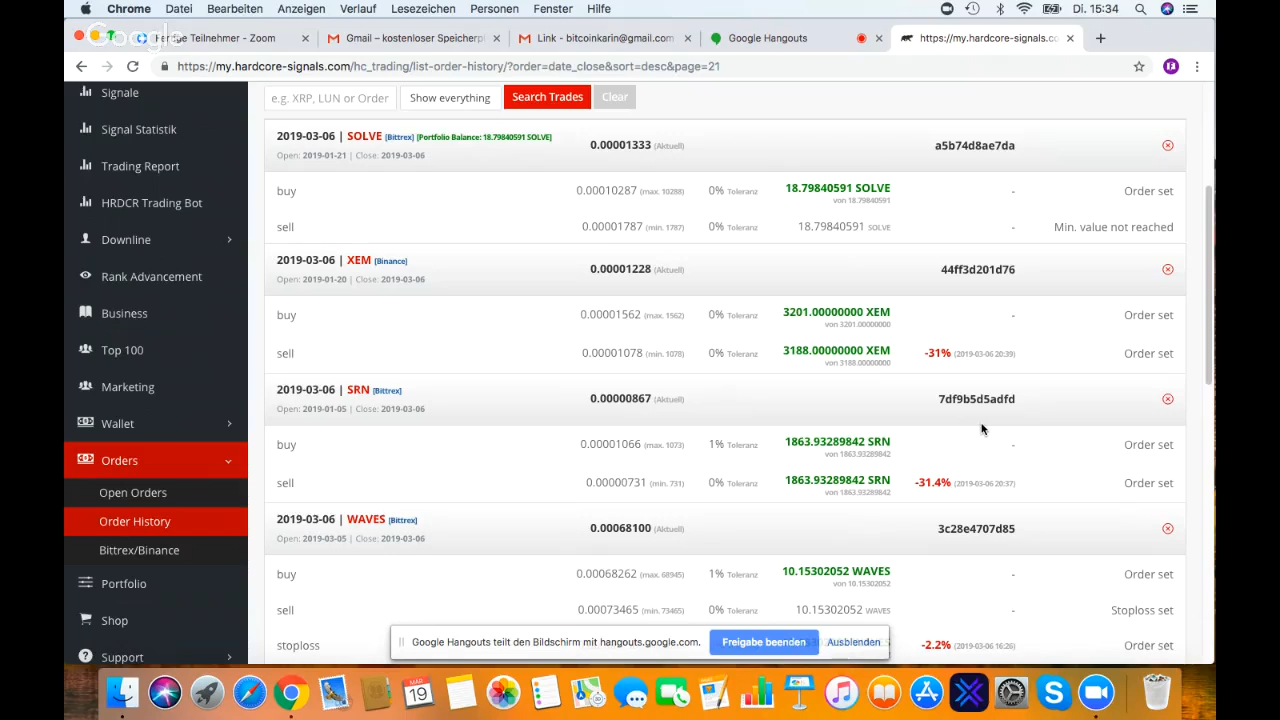 Chrome Datei Bearbeiten Anzeigen Verlauf Lesezeichen Personen Fenster Hilfe Di. 15:34
Google
Teilnehmer - Zoom Gmail – kostenloser Speicherpl Link - bitcoinkarin@gmail.com Google Hangouts https://my.hardcore-signals.co
https://my.hardcore-signals.com/hc_trading/list-order-history/?order=date_close&sort=desc&page=21
Signale
Signal Statistik
Trading Report
HRDCR Trading Bot
Downline
Rank Advancement
Business
Top 100
Marketing
Wallet
Orders
Open Orders
Order History
Bittrex/Binance
Portfolio
Shop
Support
e.g. XRP, LUN or Order Show everything Search Trades Clear
2019-03-06 | SOLVE [Bittrex] [Portfolio Balance: 18.79840591 SOLVE] 0.00001333 (Aktuell) a5b74d8ae7da
Open: 2019-01-21 | Close: 2019-03-06
buy 0.00010287 (max. 10288) 0% Toleranz 18.79840591 SOLVE - Order set
von 18.79840591
sell 0.00001787 (min. 1787) 0% Toleranz 18.79840591 SOLVE - Min. value not reached
2019-03-06 | XEM [Binance] 0.00001228 (Aktuell) 44ff3d201d76
Open: 2019-01-20 | Close: 2019-03-06
buy 0.00001562 (max. 1562) 0% Toleranz 3201.00000000 XEM - Order set
von 3201.00000000
sell 0.00001078 (min. 1078) 0% Toleranz 3188.00000000 XEM -31% (2019-03-06 20:39) Order set
von 3188.00000000
2019-03-06 | SRN [Bittrex] 0.00000867 (Aktuell) 7df9b5d5adfd
Open: 2019-01-05 | Close: 2019-03-06
buy 0.00001066 (max. 1073) 1% Toleranz 1863.93289842 SRN - Order set
von 1863.93289842
sell 0.00000731 (min. 731) 0% Toleranz 1863.93289842 SRN -31.4% (2019-03-06 20:37) Order set
von 1863.93289842
2019-03-06 | WAVES [Bittrex] 0.00068100 (Aktuell) 3c28e4707d85
Open: 2019-03-05 | Close: 2019-03-06
buy 0.00068262 (max. 68945) 1% Toleranz 10.15302052 WAVES - Order set
von 10.15302052
sell 0.00073465 (min. 73465) 0% Toleranz 10.15302052 WAVES Stoploss set
stoploss -2.2% (2019-03-06 16:26) Order set
Google Hangouts teilt den Bildschirm mit hangouts.google.com. Freigabe beenden Ausblenden
MAR
19